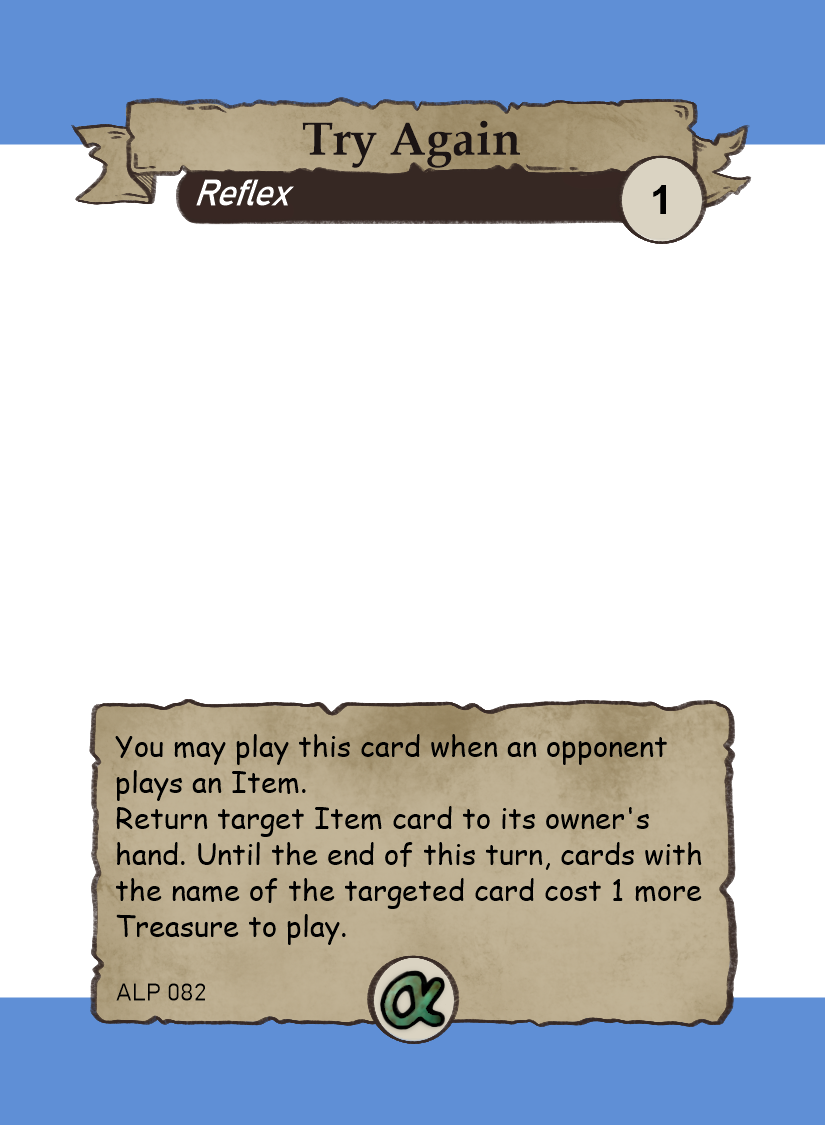 Try Again
Reflex
1
You may play this card when an opponent
plays an Item.
Return target Item card to its owner's
hand. Until the end of this turn, cards with
the name of the targeted card cost 1 more
Treasure to play.
ALP 082
α